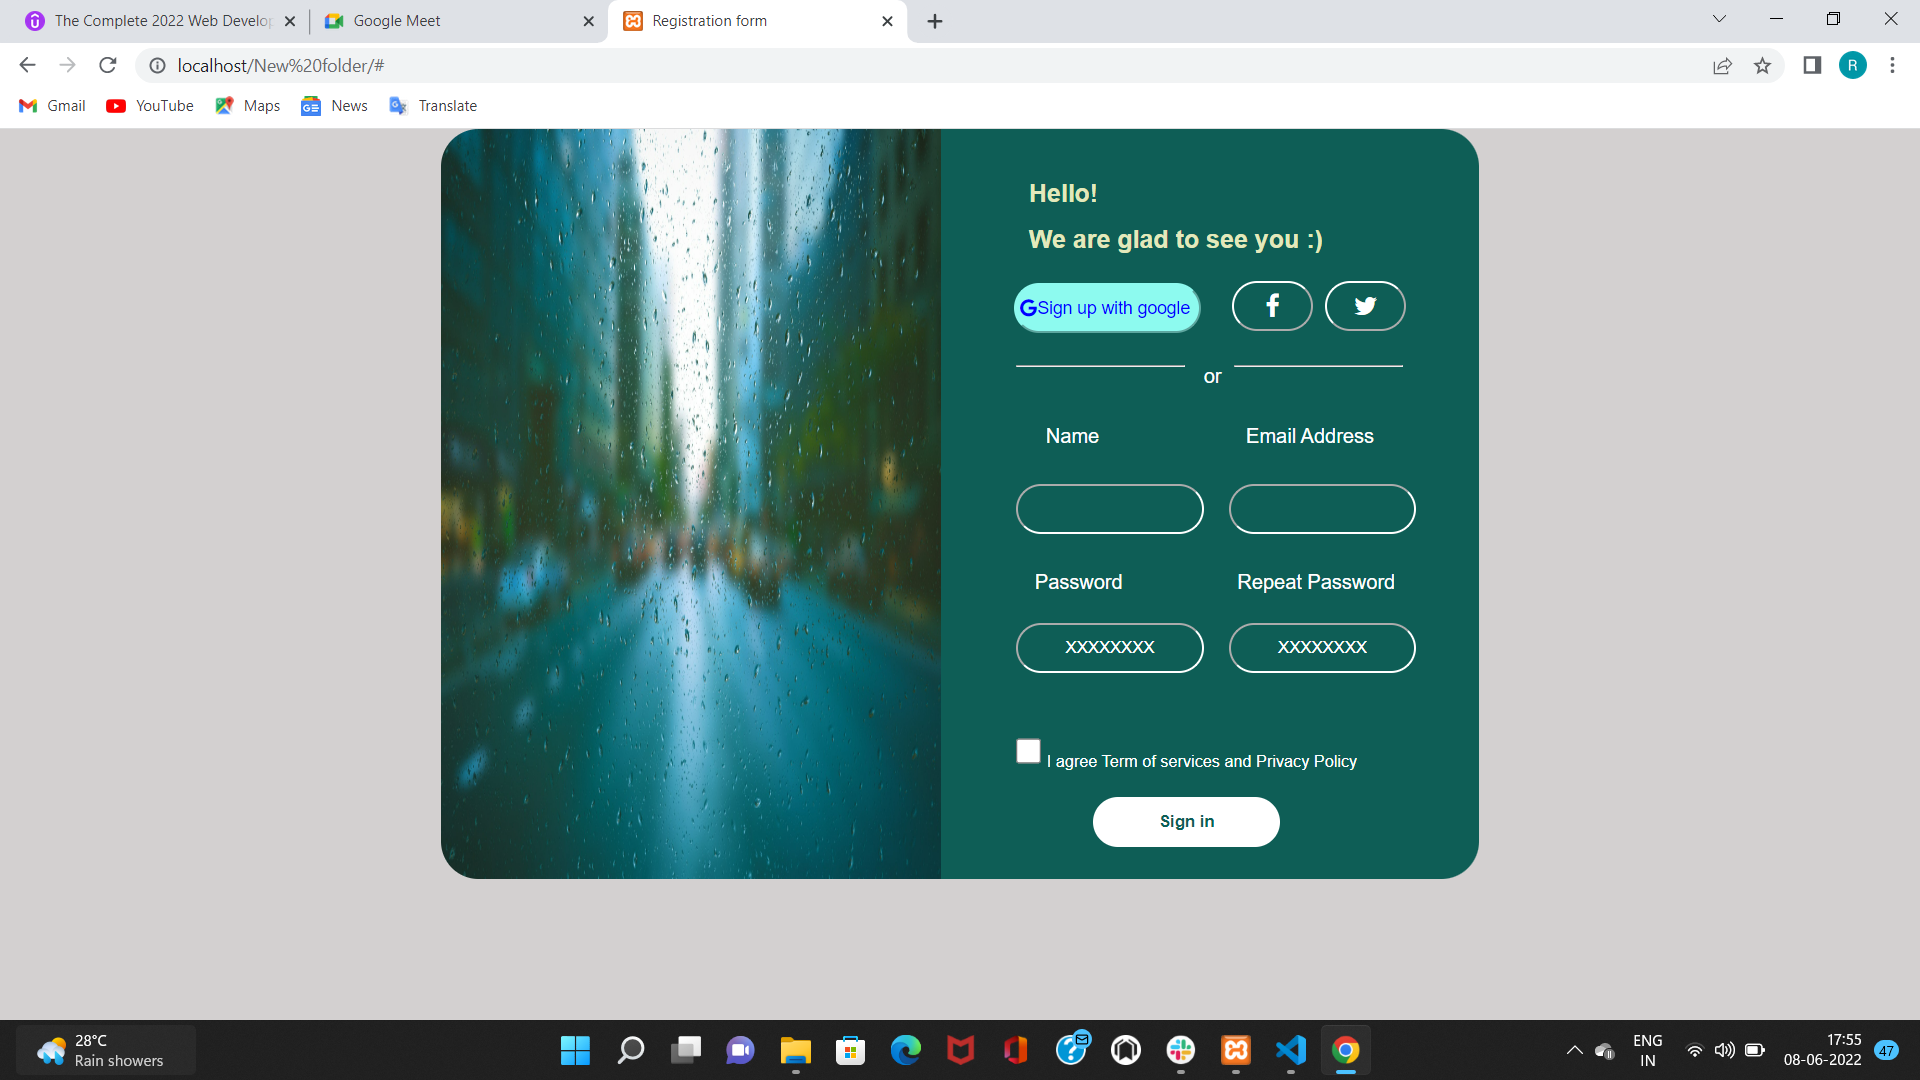 The Complete 2022 Web Develop
Google Meet
Registration form
localhost/New%20folder/#
R
Gmail
YouTube
Maps
News
Translate
Hello!
We are glad to see you :)
Sign up with google
or
Name
Email Address
Password
Repeat Password
XXXXXXXX
XXXXXXXX
I agree Term of services and Privacy Policy
Sign in
28°C
Rain showers
ENG
IN
17:55
08-06-2022
47